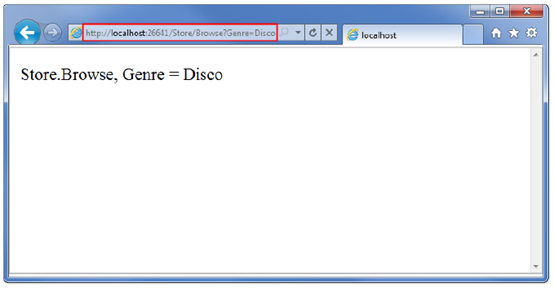 http://localhost:26641/Store/Browse?Genre=Disco
localhost
Store.Browse, Genre = Disco